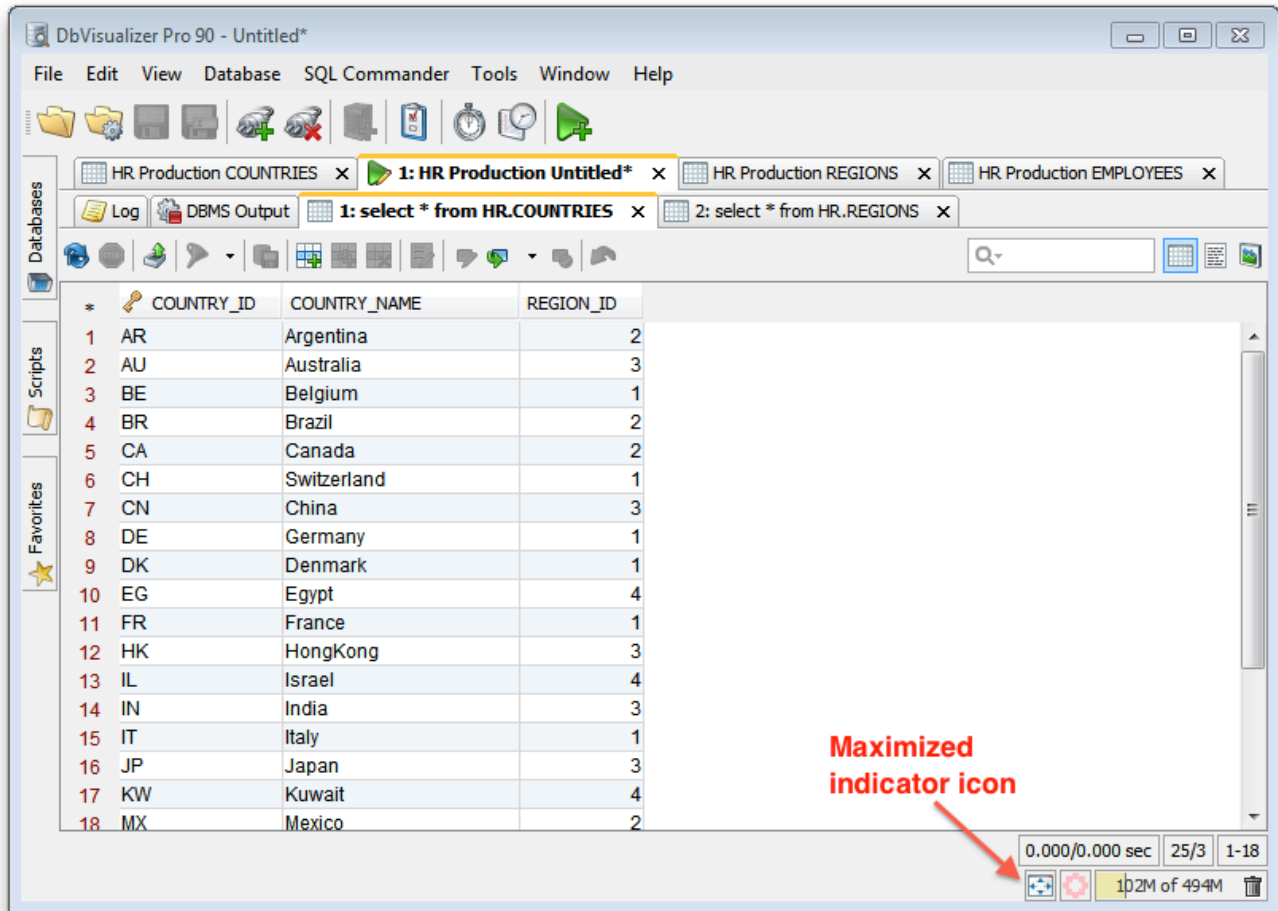 DbVisualizer Pro 90 - Untitled*
File Edit View Database SQL Commander Tools Window Help
HR Production COUNTRIES x 1: HR Production Untitled* x HR Production REGIONS x HR Production EMPLOYEES x
Log DBMS Output 1: select * from HR.COUNTRIES x 2: select * from HR.REGIONS x
Databases
Scripts
Favorites
* COUNTRY_ID COUNTRY_NAME REGION_ID
1 AR Argentina 2
2 AU Australia 3
3 BE Belgium 1
4 BR Brazil 2
5 CA Canada 2
6 CH Switzerland 1
7 CN China 3
8 DE Germany 1
9 DK Denmark 1
10 EG Egypt 4
11 FR France 1
12 HK HongKong 3
13 IL Israel 4
14 IN India 3
15 IT Italy 1
16 JP Japan 3
17 KW Kuwait 4
18 MX Mexico 2
Maximized
indicator icon
0.000/0.000 sec 25/3 1-18
102M of 494M